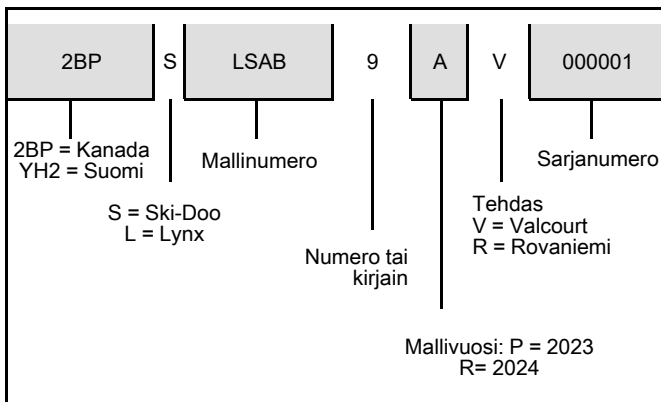 2BP S LSAB 9 A V 000001
2BP = Kanada
YH2 = Suomi
Mallinumero
Sarjanumero
S = Ski-Doo
L = Lynx
Tehdas
V = Valcourt
R = Rovaniemi
Numero tai
kirjain
Mallivuosi: P = 2023
R= 2024